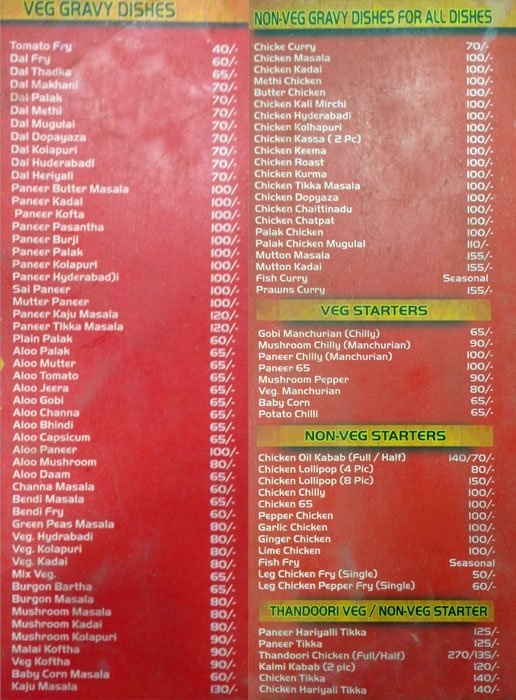 VEG GRAVY DISHES
Tomato Fry 40/-
Dal Fry 60/-
Dal Thadka 65/-
Dal Makhani 70/-
Dal Palak 70/-
Dal Methi 70/-
Dal Mugulai 70/-
Dal Dopayaza 70/-
Dal Kolapuri 70/-
Dal Huderabadi 70/-
Dal Heriyall 70/-
Paneer Butter Masala 100/-
Paneer Kadal 100/-
Paneer Kofta 100/-
Paneer Pasantha 100/-
Paneer Burji 100/-
Paneer Palak 100/-
Paneer Kolapuri 100/-
Paneer Hyderabad)i 100/-
Sai Paneer 100/-
Mutter Paneer 100/-
Paneer Kaju Masala 120/-
Paneer Tikka Masala 120/-
Plain Palak 60/-
Aloo Palak 65/-
Aloo Mutter 65/-
Aloo Tomato 65/-
Aloo Jeera 65/-
Aloo Gobi 65/-
Aloo Channa 65/-
Aloo Bhindi 65/-
Aloo Capsicum 65/-
Aloo Paneer 100/-
Aloo Mushroom 80/-
Aloo Daam 65/-
Channa Masala 60/-
Bendi Masala 65/-
Bendi Fry 60/-
Green Peas Masala 80/-
Veg. Hydrabadi 80/-
Veg. Kolapuri 80/-
Veg. Kadai 80/-
Mix Veg. 65/-
Burgon Bartha 65/-
Burgon Masala 80/-
Mushroom Masala 80/-
Mushroom Kadai 80/-
Mushroom Kolapuri 90/-
Malai Koftha 90/-
Veg Koftha 90/-
Baby Corn Masala 60/-
Kaju Masala 130/-
NON-VEG GRAVY DISHES FOR ALL DISHES
Chicke Curry 70/-
Chicken Masala 100/-
Chicken Kadai 100/-
Methi Chicken 100/-
Butter Chicken 100/-
Chicken Kali Mirchi 100/-
Chicken Hyderabadi 100/-
Chicken Kolhapuri 100/-
Chicken Kassa ( 2 Pc) 100/-
Chicken Keema 100/-
Chicken Roast 100/-
Chicken Kurma 100/-
Chicken Tikka Masala 100/-
Chicken Dopyaza 100/-
Chicken Chaittinadu 100/-
Chicken Chatpat 100/-
Palak Chicken 100/-
Palak Chicken Mugulai 110/-
Mutton Masala 155/-
Mutton Kadai 155/-
Fish Curry Seasonal
Prauns Curry 155/-
VEG STARTERS
Gobi Manchurian (Chilly) 65/-
Mushroom Chilly (Manchurian) 90/-
Paneer Chilly (Manchurian) 100/-
Paneer 65 100/-
Mushroom Pepper 90/-
Veg. Manchurian 80/-
Baby Corn 65/-
Potato Chilli 65/-
NON-VEG STARTERS
Chicken Oil Kabab (Full / Half) 140/70/-
Chicken Lollipop (4 Pic) 80/-
Chicken Lollipop (8 Pic) 150/-
Chicken Chilly 100/-
Chicken 65 100/-
Pepper Chicken 100/-
Garlic Chicken 100/-
Ginger Chicken 100/-
Lime Chicken 100/-
Fish Fry Seasonal
Leg Chicken Fry (Single) 50/-
Leg Chicken Pepper Fry (Single) 60/-
THANDOORI VEG / NON-VEG STARTER
Paneer Hariyalli Tikka 125/-
Paneer Tikka 125/-
Thandoori Chicken (Full/Half) 270/135/-
Kalmi Kabab (2 pic) 120/-
Chicken Tikka 140/-
Chicken Hariyali Tikka 140/-